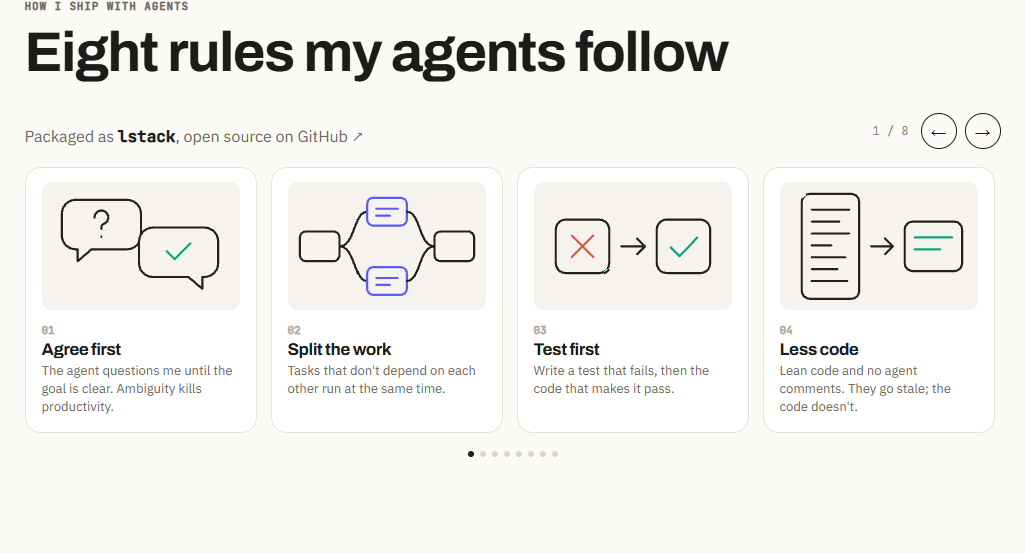 HOW I SHIP WITH AGENTS
Eight rules my agents follow
Packaged as lstack, open source on GitHub ↗
1 / 8
← →
?
01
Agree first
The agent questions me until the
goal is clear. Ambiguity kills
productivity.
02
Split the work
Tasks that don't depend on each
other run at the same time.
03
Test first
Write a test that fails, then the
code that makes it pass.
04
Less code
Lean code and no agent
comments. They go stale; the
code doesn't.